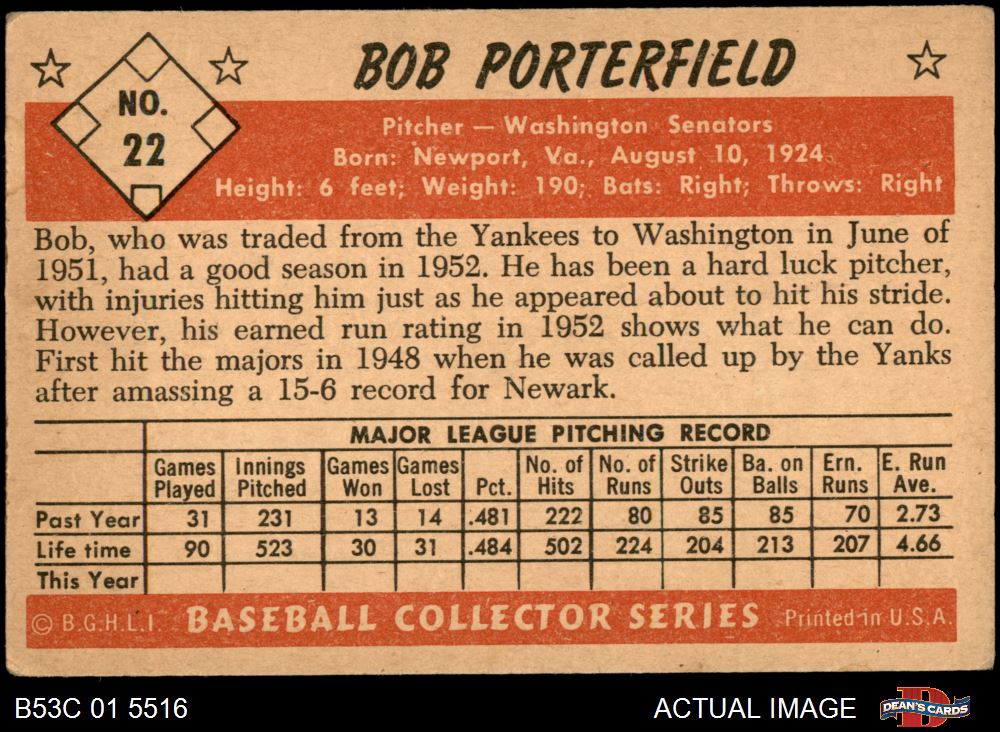 NO.
22
BOB PORTERFIELD
Pitcher — Washington Senators
Born: Newport, Va., August 10, 1924
Height: 6 feet; Weight: 190; Bats: Right; Throws: Right
Bob, who was traded from the Yankees to Washington in June of
1951, had a good season in 1952. He has been a hard luck pitcher,
with injuries hitting him just as he appeared about to hit his stride.
However, his earned run rating in 1952 shows what he can do.
First hit the majors in 1948 when he was called up by the Yanks
after amassing a 15-6 record for Newark.
MAJOR LEAGUE PITCHING RECORD
Games Played Innings Pitched Games Won Games Lost Pct. No. of Hits No. of Runs Strike Outs Ba. on Balls Ern. Runs E. Run Ave.
Past Year 31 231 13 14 .481 222 80 85 85 70 2.73
Life time 90 523 30 31 .484 502 224 204 213 207 4.66
This Year
© B.G.H.L.I. BASEBALL COLLECTOR SERIES Printed in U.S.A.
B53C 01 5516 ACTUAL IMAGE DEAN'S CARDS